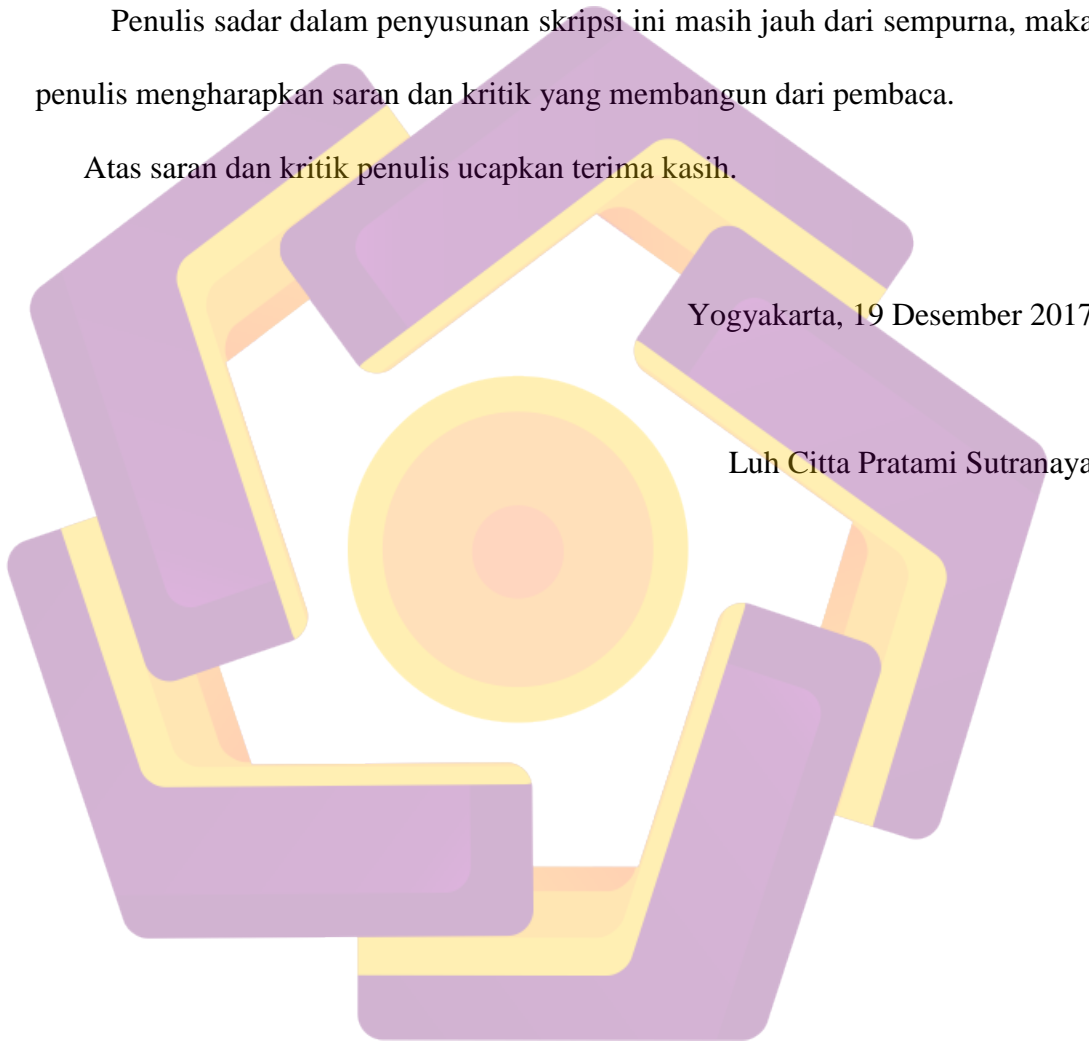 Penulis sadar dalam penyusunan skripsi ini masih jauh dari sempurna, maka
penulis mengharapkan saran dan kritik yang membangun dari pembaca.
Atas saran dan kritik penulis ucapkan terima kasih.
Yogyakarta, 19 Desember 2017
Luh Citta Pratami Sutranaya